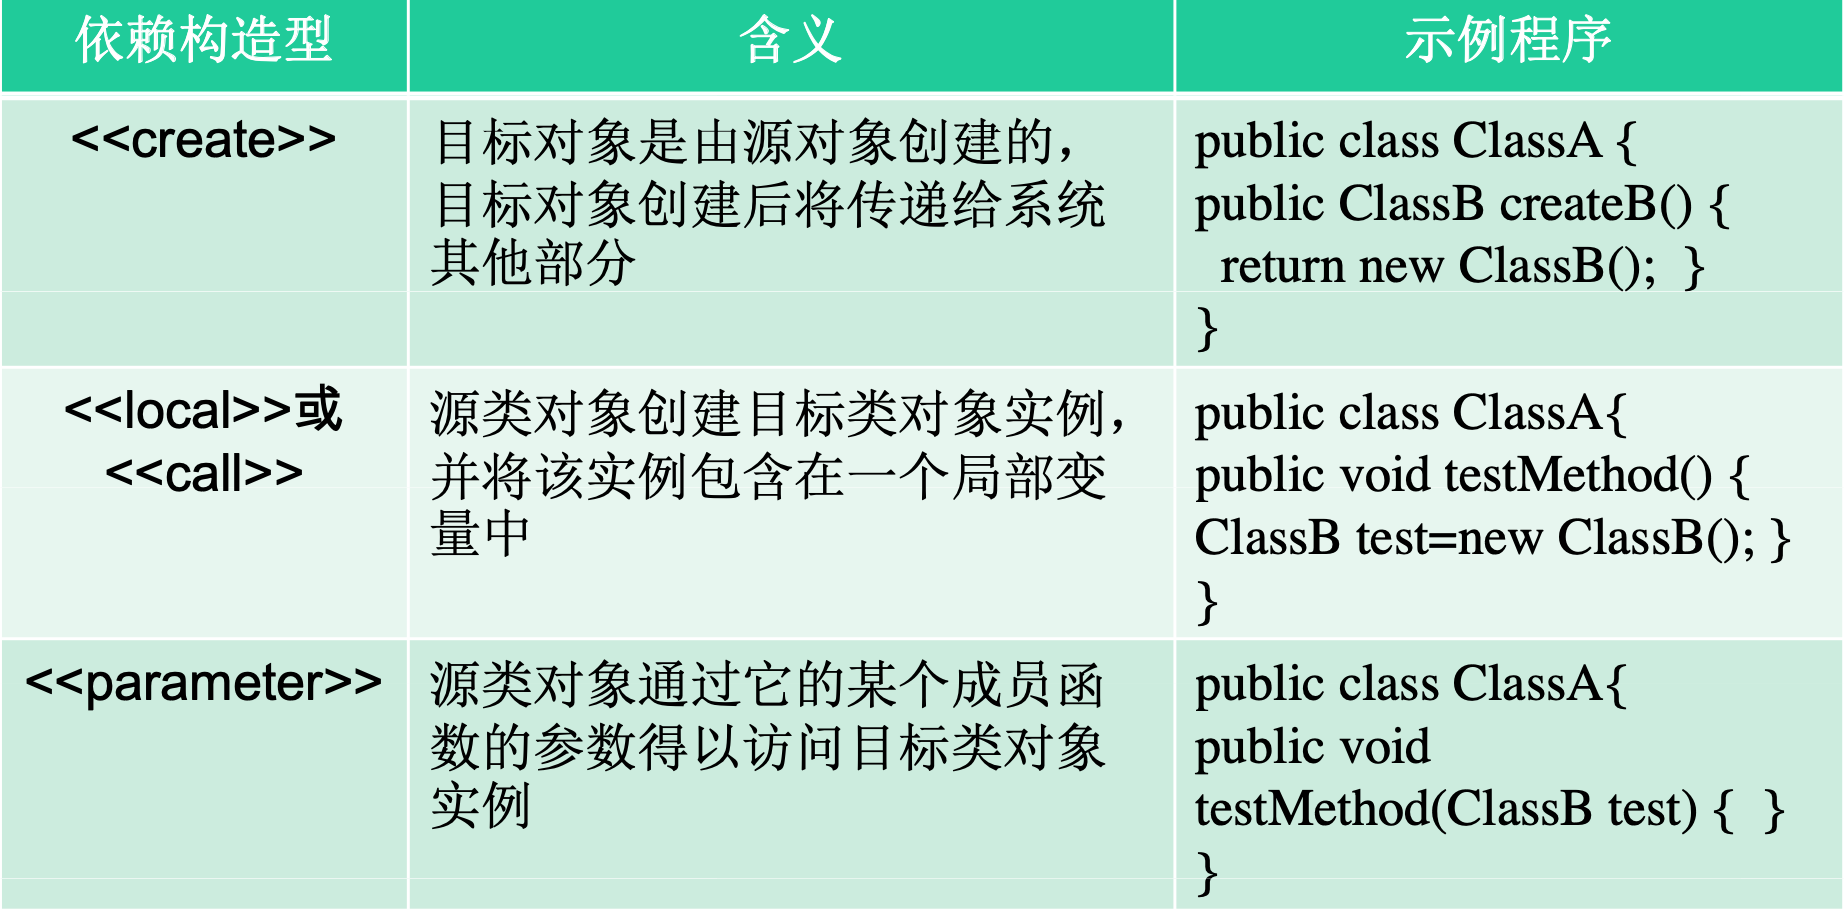 依赖构造型
含义
示例程序
<<create>>
目标对象是由源对象创建的，
目标对象创建后将传递给系统
其他部分
public class ClassA {
public ClassB createB() {
return new ClassB(); }
}
<<local>>或
<<call>>
源类对象创建目标类对象实例，
并将该实例包含在一个局部变
量中
public class ClassA{
public void testMethod() {
ClassB test=new ClassB(); }
}
<<parameter>>
源类对象通过它的某个成员函
数的参数得以访问目标类对象
实例
public class ClassA{
public void
testMethod(ClassB test) { }
}